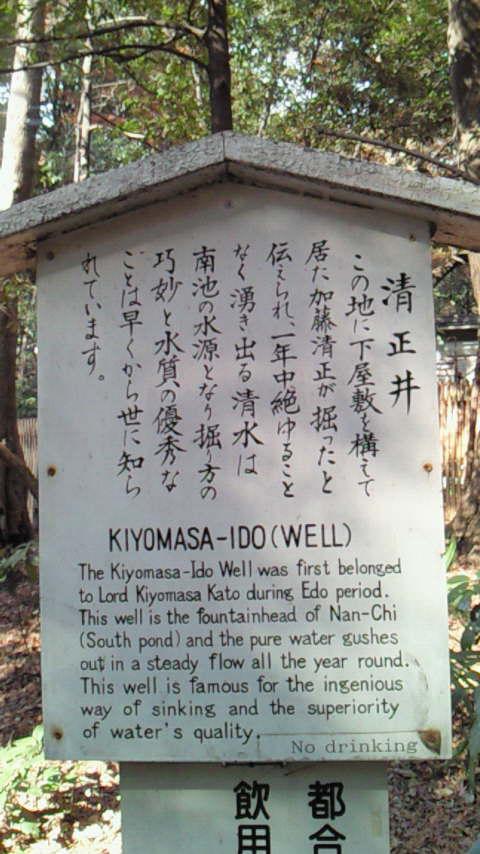 清正井
この地に下屋敷を構えて
居た加藤清正が掘ったと
伝えられ、一年中絶ゆること
なく湧き出る清水は
南池の水源となり掘り方の
巧妙と水質の優秀な
ことは早くから世に知ら
れています。
KIYOMASA-IDO(WELL)
The Kiyomasa-Ido Well was first belonged
to Lord Kiyomasa Kato during Edo period.
This well is the fountainhead of Nan-Chi
(South pond) and the pure water gushes
out in a steady flow all the year round.
This well is famous for the ingenious
way of sinking and the superiority
of water's quality.
No drinking
都合
飲用